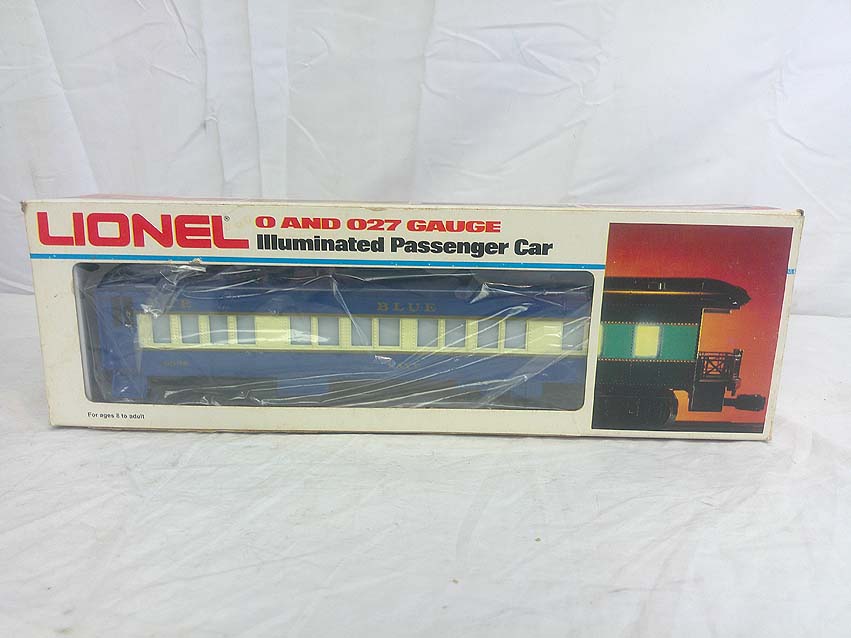 LIONEL®
O AND O27 GAUGE
Illuminated Passenger Car
BLUE
For ages 8 to adult